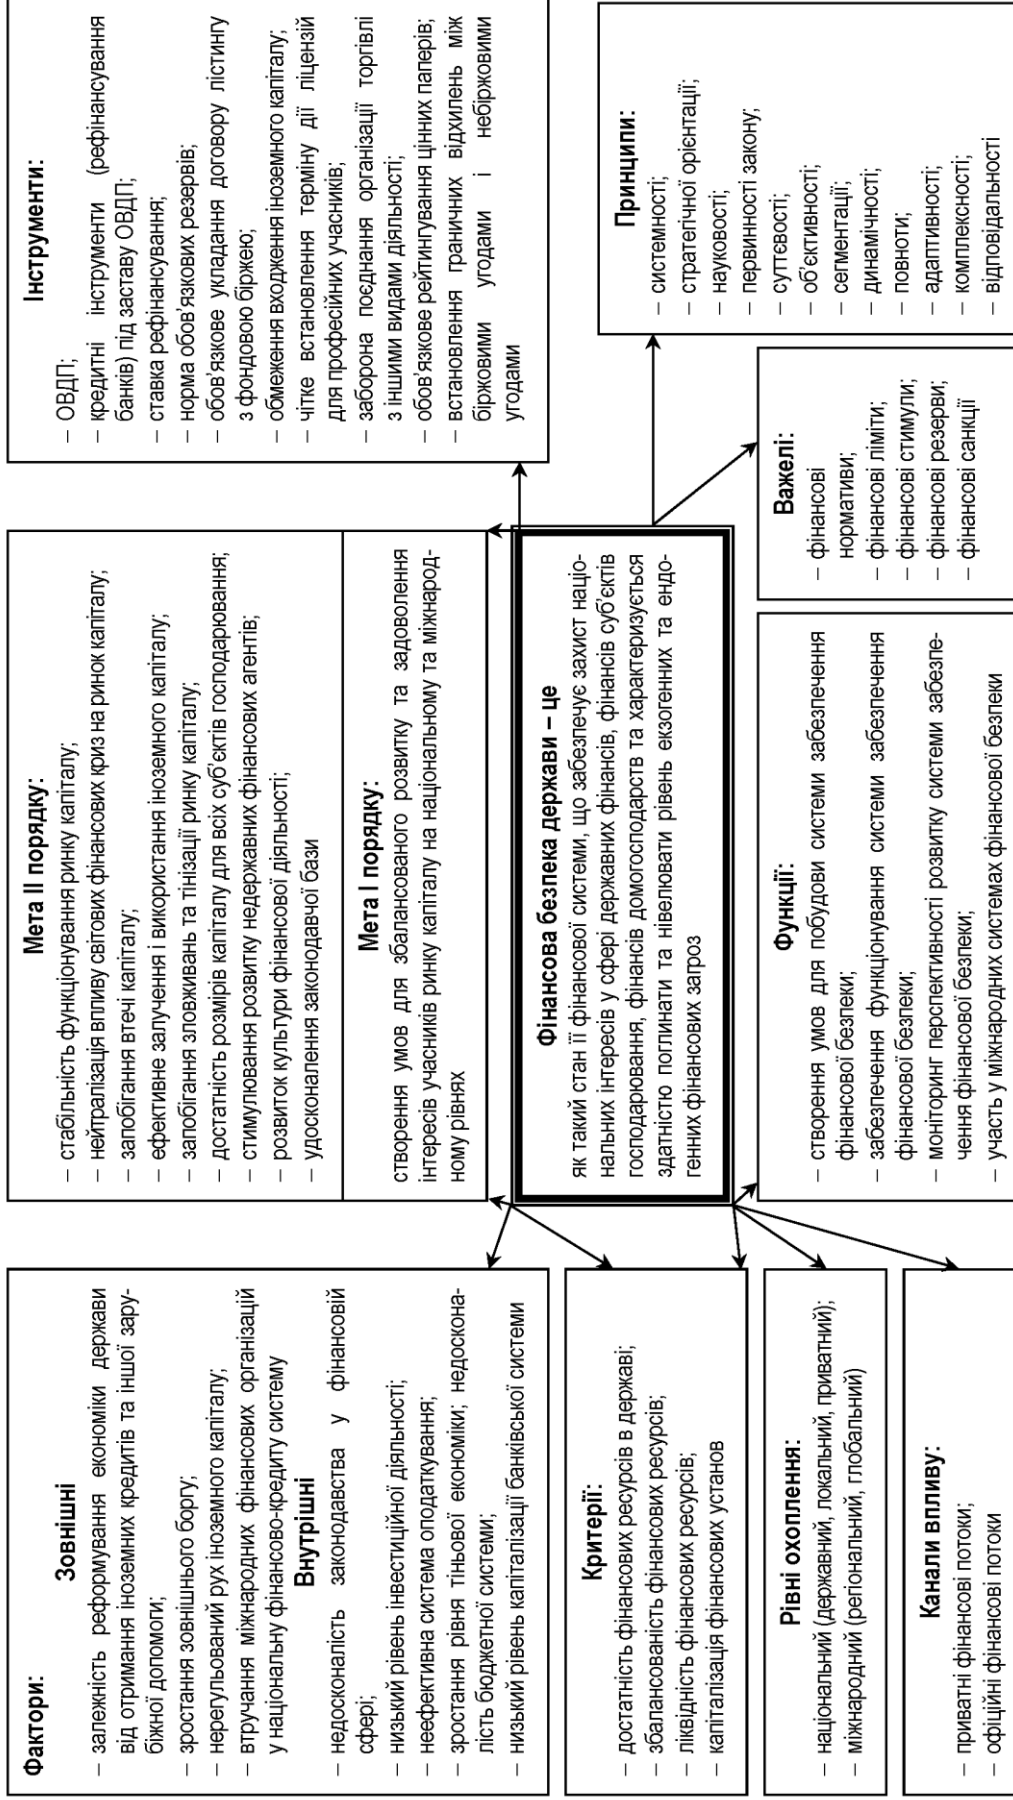 Фактори:
Зовнішні
– залежність реформування економіки держави
від отримання іноземних кредитів та іншої зару-
біжної допомоги;
– зростання зовнішнього боргу;
– нерегульований рух іноземного капіталу;
– втручання міжнародних фінансових організацій
у національну фінансово-кредиту систему
Внутрішні
– недосконалість законодавства у фінансовій
сфері;
– низький рівень інвестиційної діяльності;
– неефективна система оподаткування;
– зростання рівня тіньової економіки; недоскона-
лість бюджетної системи;
– низький рівень капіталізації банківської системи
Мета ІІ порядку:
– стабільність функціонування ринку капіталу;
– нейтралізація впливу світових фінансових криз на ринок капіталу;
– запобігання втечі капіталу;
– ефективне залучення і використання іноземного капіталу;
– запобігання зловживань та тінізації ринку капіталу;
– достатність розмірів капіталу для всіх суб’єктів господарювання;
– стимулювання розвитку недержавних фінансових агентів;
– розвиток культури фінансової діяльності;
– удосконалення законодавчої бази
Мета І порядку:
створення умов для збалансованого розвитку та задоволення
інтересів учасників ринку капіталу на національному та міжнарод-
ному рівнях
Інструменти:
– ОВДП;
– кредитні інструменти (рефінансування
банків) під заставу ОВДП;
– ставка рефінансування;
– норма обов’язкових резервів;
– обов’язкове укладання договору лістингу
з фондовою біржею;
– обмеження входження іноземного капіталу;
– чітке встановлення терміну дії ліцензій
для професійних учасників;
– заборона поєднання організації торгівлі
з іншими видами діяльності;
– обов’язкове рейтингування цінних паперів;
– встановлення граничних відхилень між
біржовими угодами і небіржовими
угодами
Фінансова безпека держави – це
як такий стан її фінансової системи, що забезпечує захист націо-
нальних інтересів у сфері державних фінансів, фінансів суб’єктів
господарювання, фінансів домогосподарств та характеризується
здатністю поглинати та нівелювати рівень екзогенних та ендо-
генних фінансових загроз
Критерії:
– достатність фінансових ресурсів в державі;
– збалансованість фінансових ресурсів;
– ліквідність фінансових ресурсів;
– капіталізація фінансових установ
Рівні охоплення:
– національний (державний, локальний, приватний);
– міжнародний (регіональний, глобальний)
Канали впливу:
– приватні фінансові потоки;
– офіційні фінансові потоки
Функції:
– створення умов для побудови системи забезпечення
фінансової безпеки;
– забезпечення функціонування системи забезпечення
фінансової безпеки;
– моніторинг перспективності розвитку системи забезпе-
чення фінансової безпеки;
– участь у міжнародних системах фінансової безпеки
Важелі:
– фінансові
нормативи;
– фінансові ліміти;
– фінансові стимули;
– фінансові резерви;
– фінансові санкції
Принципи:
– системності;
– стратегічної орієнтації;
– науковості;
– первинності закону;
– суттєвості;
– об’єктивності;
– сегментації;
– динамічності;
– повноти;
– адаптивності;
– комплексності;
– відповідальності